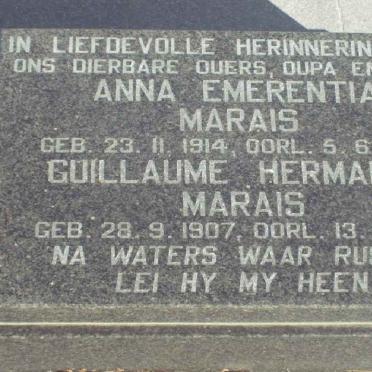 IN LIEFDEVOLLE HERINNERIN
ONS DIERBARE OUERS, OUPA EN
ANNA EMERENTIA
MARAIS
GEB. 23. 11. 1914, OORL. 5. 6
GUILLAUME HERMA
MARAIS
GEB. 28. 9. 1907, OORL. 13.
NA WATERS WAAR RU
LEI HY MY HEEN